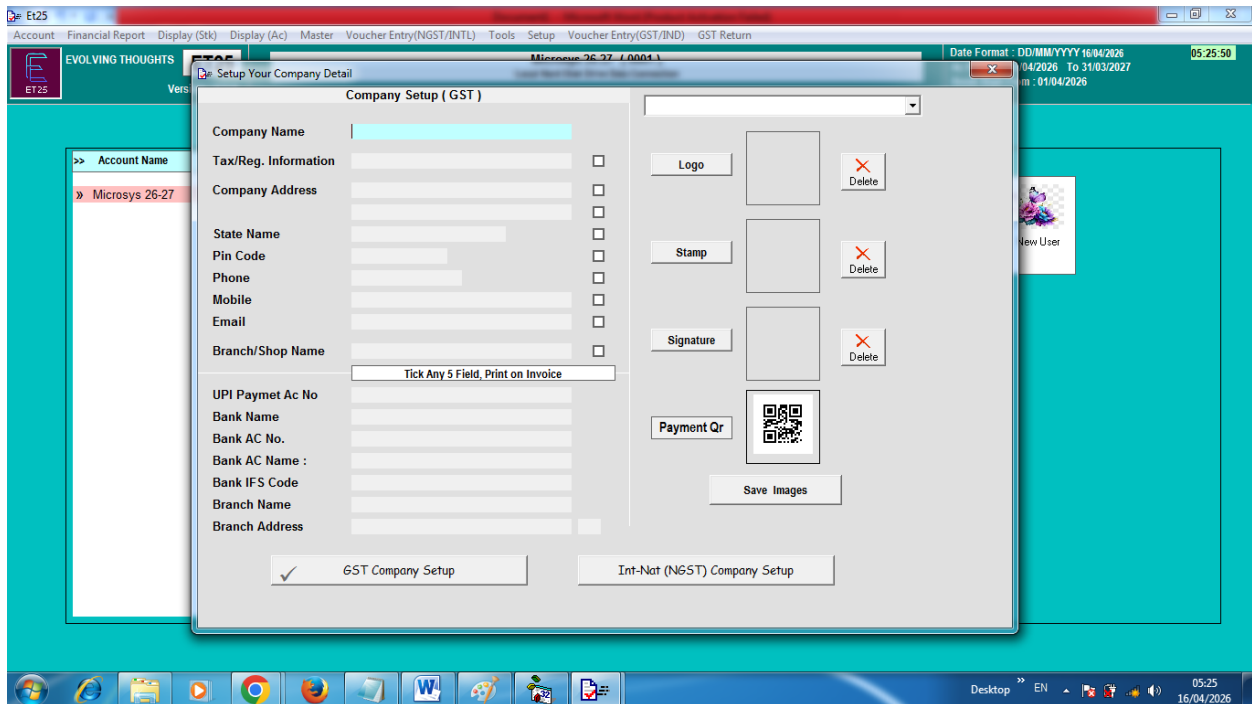 Et25
Account Financial Report Display (Stk) Display (Ac) Master Voucher Entry(NGST/INTL) Tools Setup Voucher Entry(GST/IND) GST Return
EVOLVING THOUGHTS
ET25
Vers
Microsys 26-27 ( 0001 )
Date Format : DD/MM/YYYY 16/04/2026
/04/2026 To 31/03/2027
om : 01/04/2026
05:25:50
Setup Your Company Detail
Company Setup ( GST )
Company Name
Tax/Reg. Information
Company Address
State Name
Pin Code
Phone
Mobile
Email
Branch/Shop Name
Tick Any 5 Field, Print on Invoice
UPI Paymet Ac No
Bank Name
Bank AC No.
Bank AC Name :
Bank IFS Code
Branch Name
Branch Address
GST Company Setup
Int-Nat (NGST) Company Setup
Logo
Delete
Stamp
Delete
Signature
Delete
Payment Qr
Save Images
>> Account Name
» Microsys 26-27
New User
Desktop
EN
05:25
16/04/2026